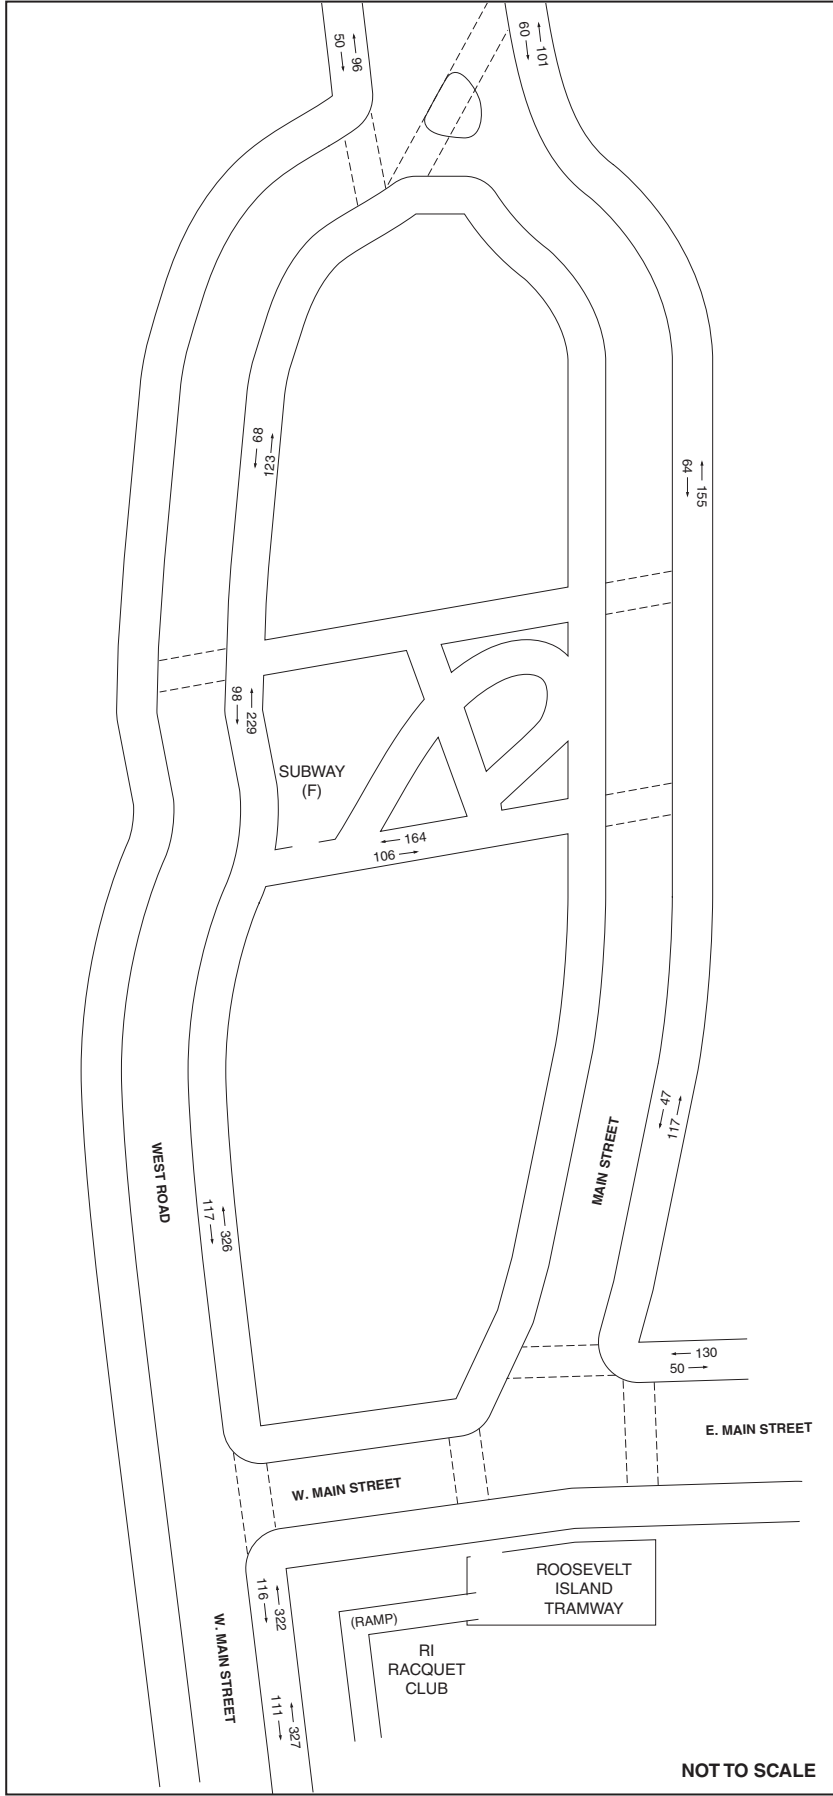 50
96
60
101
68
123
64
155
98
229
SUBWAY
(F)
164
106
47
117
MAIN STREET
WEST ROAD
117
326
130
50
E. MAIN STREET
W. MAIN STREET
116
322
ROOSEVELT
ISLAND
TRAMWAY
(RAMP)
RI
RACQUET
CLUB
W. MAIN STREET
111
327
NOT TO SCALE